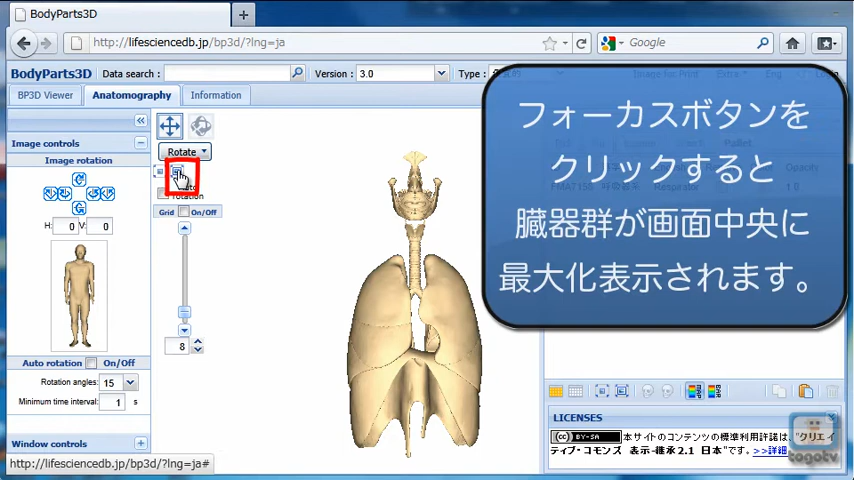 BodyParts3D
http://lifesciencedb.jp/bp3d/?lng=ja
Google
BodyParts3D Data search: Version : 3.0 Type :
BP3D Viewer Anatomography Information
Image controls
Image rotation
H: 0 V: 0
Auto rotation On/Off
Rotation angles: 15
Minimum time interval: 1 s
Window controls
Rotate
rotation
Grid On/Off
8
フォーカスボタンを
クリックすると
臓器群が画面中央に
最大化表示されます。
LICENSES
(cc) BY-SA 本サイトのコンテンツの標準利用許諾は、"クリエイ
ティブ・コモンズ 表示-継承2.1 日本"です。 >>詳細
togotv
http://lifesciencedb.jp/bp3d/?lng=ja#